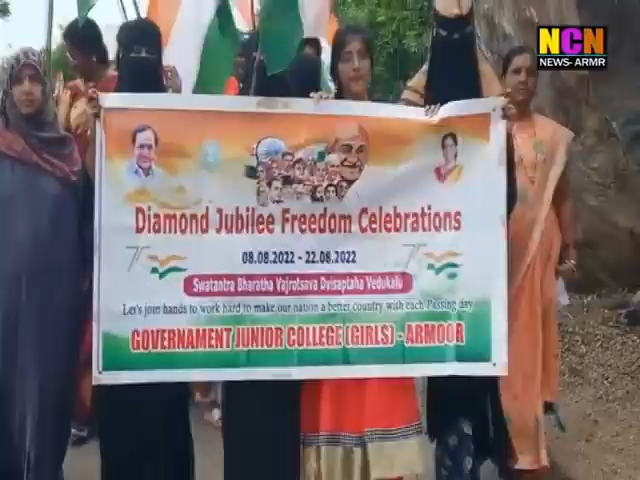 NCN
NEWS- ARMR
Diamond Jubilee Freedom Celebrations
08.08.2022 - 22.08.2022
Swatantra Bharatha Vajrotsava Dvisaptaha Vedukalu
Let's join hands to work hard to make our nation a better country with each Passing day
GOVERNAMENT JUNIOR COLLEGE (GIRLS) - ARMOOR